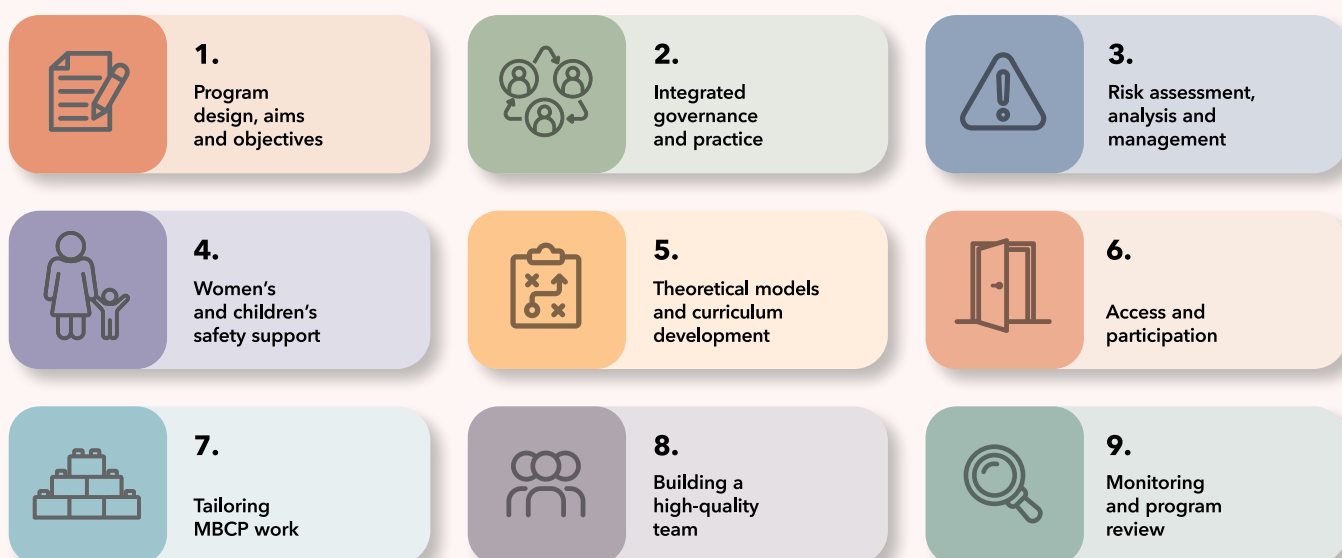 1.
Program
design, aims
and objectives
2.
Integrated
governance
and practice
3.
Risk assessment,
analysis and
management
4.
Women’s
and children’s
safety support
5.
Theoretical models
and curriculum
development
6.
Access and
participation
7.
Tailoring
MBCP work
8.
Building a
high-quality
team
9.
Monitoring
and program
review